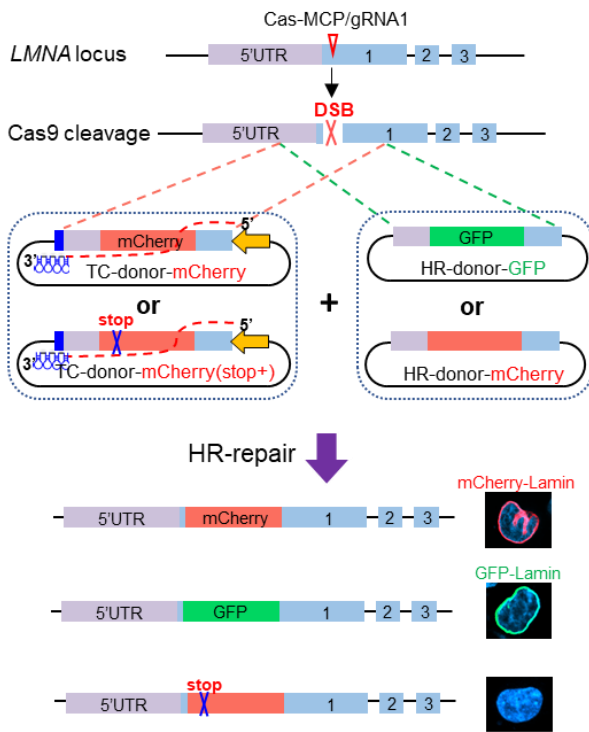 Cas-MCP/gRNA1
LMNA locus
5'UTR
1
2
3
DSB
Cas9 cleavage
5'UTR
1
2
3
5'
mCherry
3'
TC-donor-mCherry
or
stop
5'
3'
TC-donor-mCherry(stop+)
+
GFP
HR-donor-GFP
or
HR-donor-mCherry
HR-repair
mCherry-Lamin
5'UTR
mCherry
1
2
3
GFP-Lamin
5'UTR
GFP
1
2
3
stop
5'UTR
1
2
3